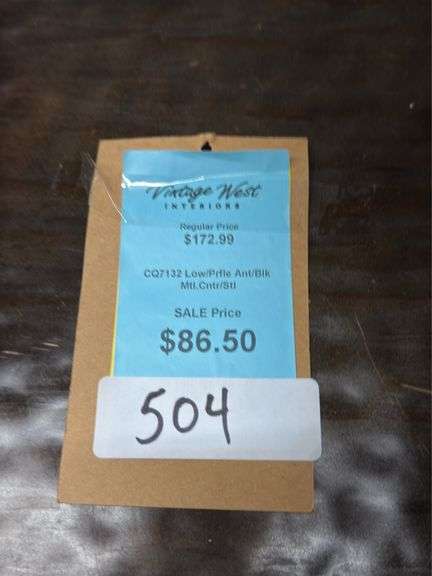 Vintage West
INTERIORS
Regular Price
$172.99
CQ7132 Low/Prfle Ant/Blk
Mtl.Cntr/Stl
SALE Price
$86.50
504